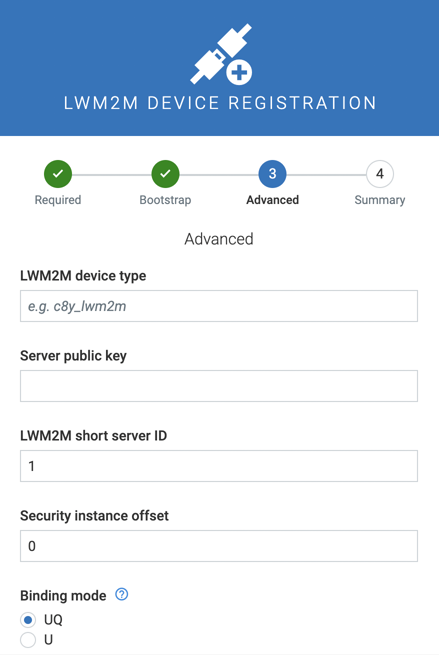 LWM2M DEVICE REGISTRATION
3
4
Required
Bootstrap
Advanced
Summary
Advanced
LWM2M device type
e.g. c8y_lwm2m
Server public key
LWM2M short server ID
1
Security instance offset
0
Binding mode ?
UQ
U